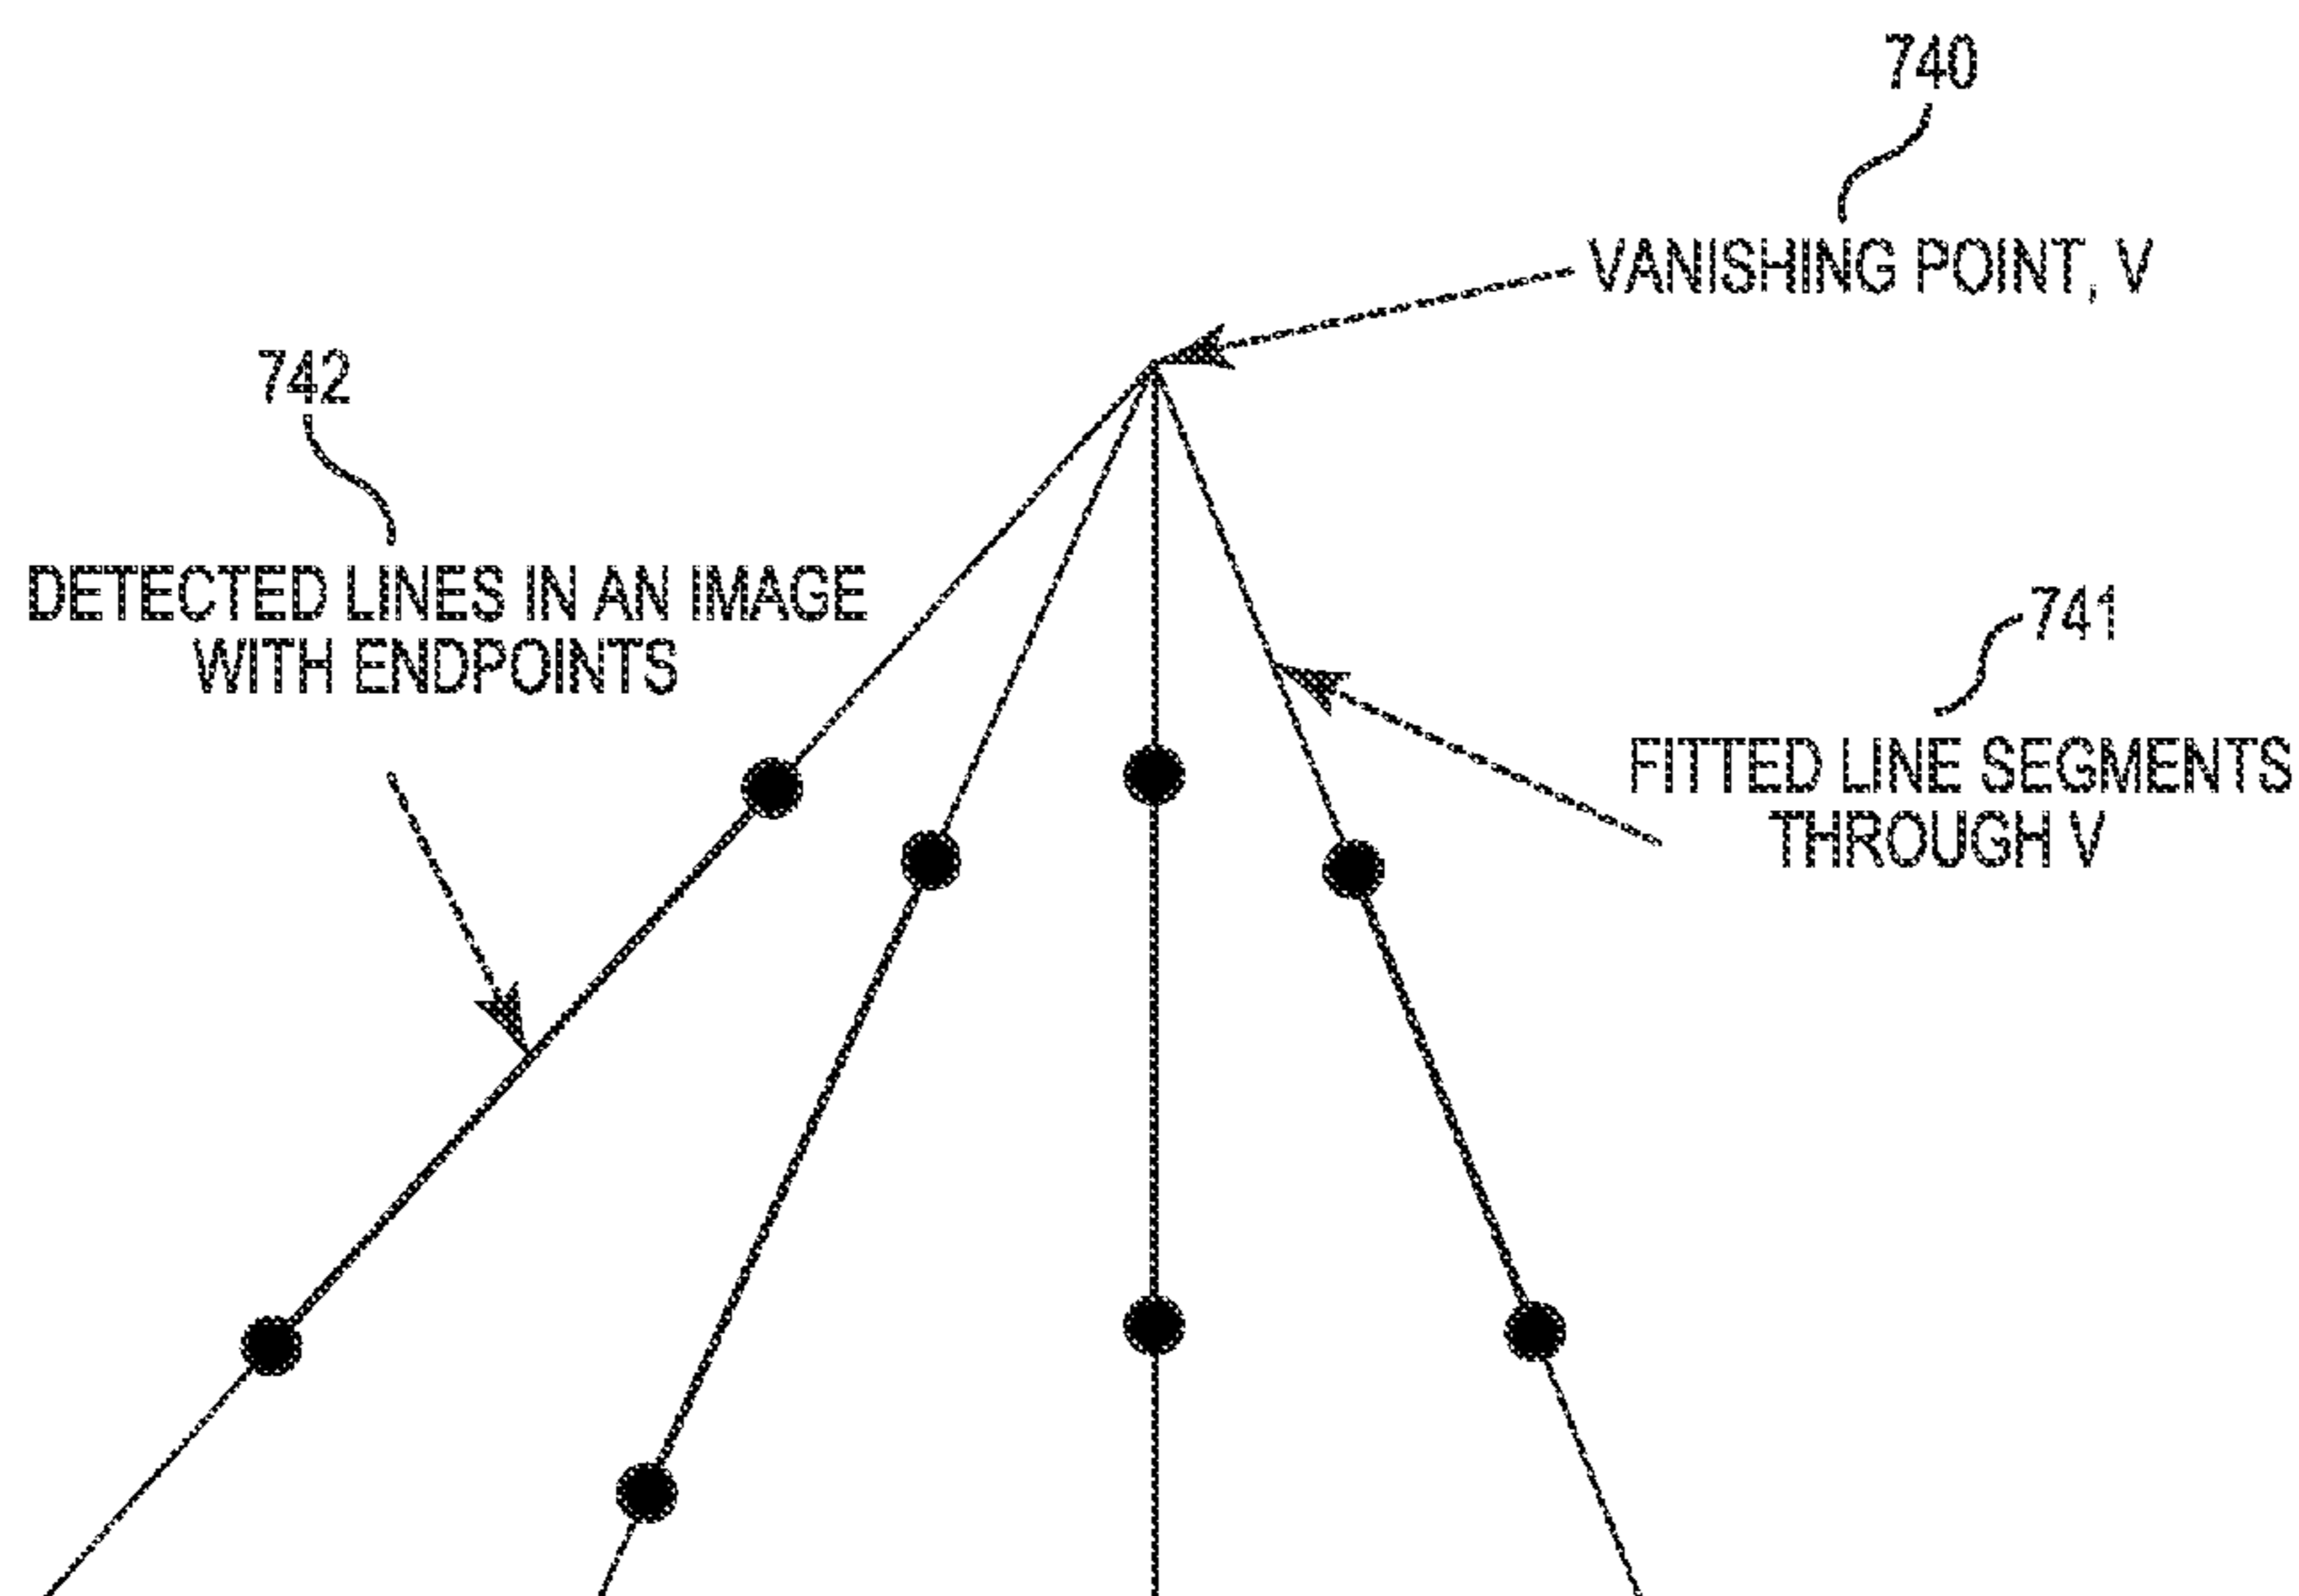 740
VANISHING POINT, V
742
DETECTED LINES IN AN IMAGE
WITH ENDPOINTS
741
FITTED LINE SEGMENTS
THROUGH V